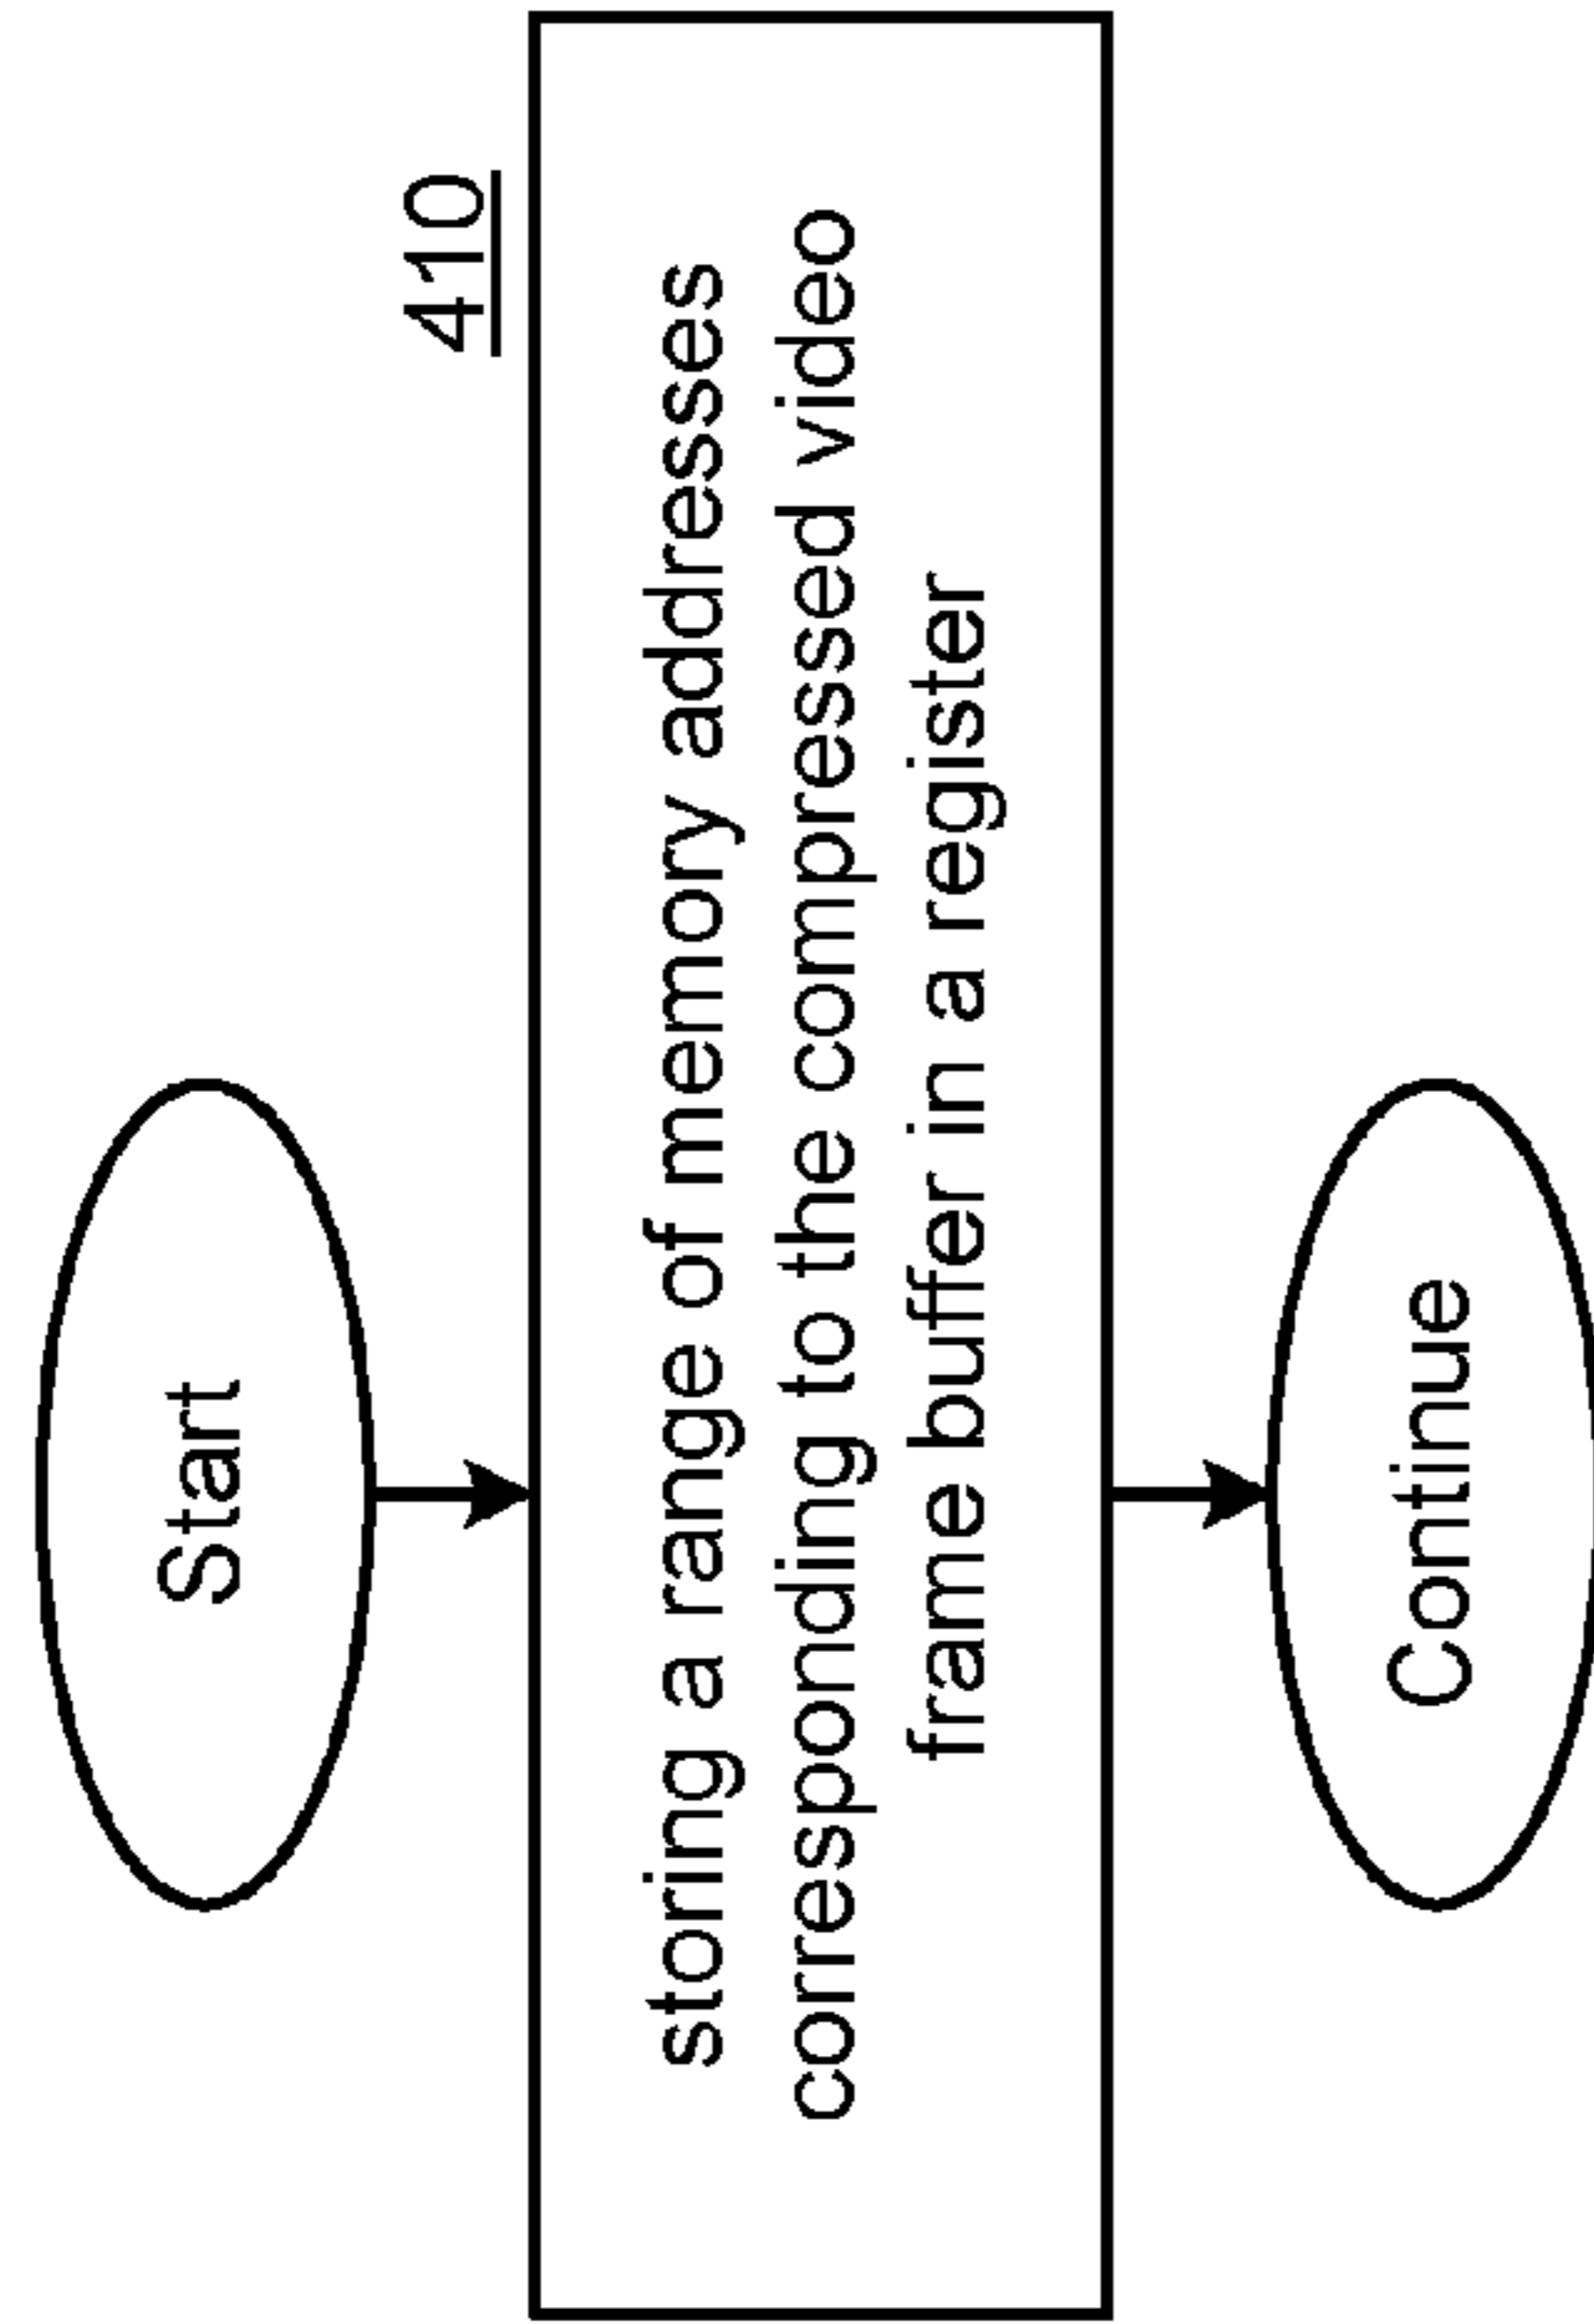 Start
410
storing a range of memory addresses
corresponding to the compressed video
frame buffer in a register
Continue